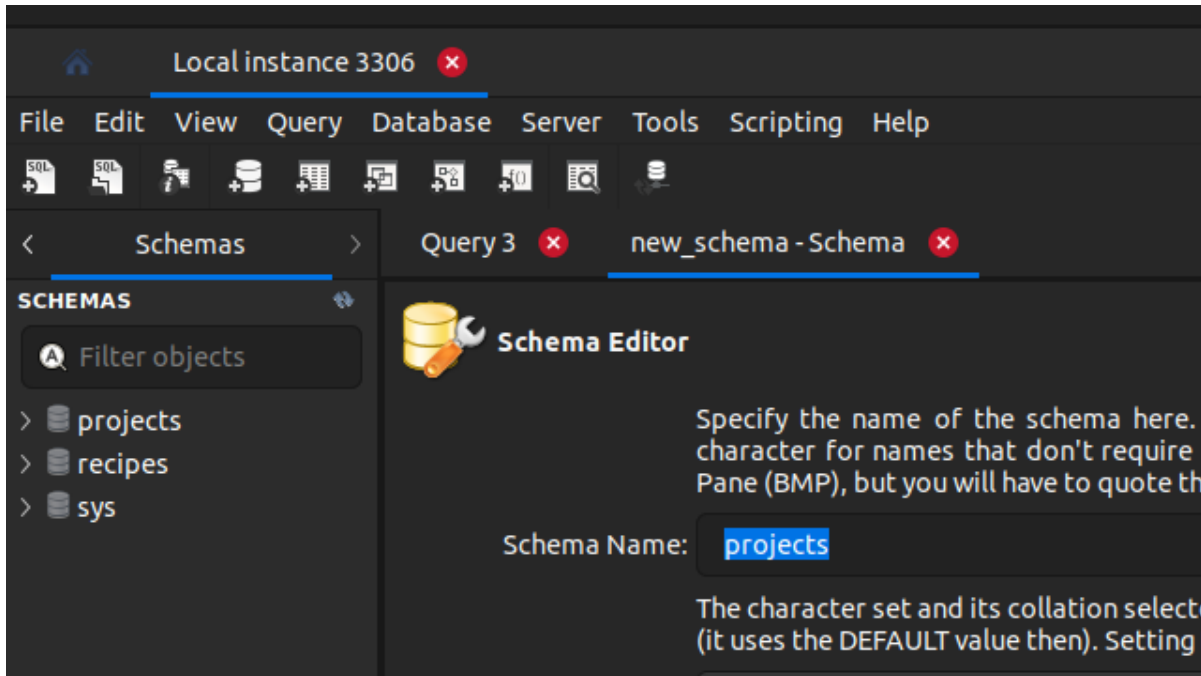 Local instance 3306
File Edit View Query Database Server Tools Scripting Help
SQL SQL i f()
Schemas
Query 3
new_schema - Schema
SCHEMAS
Filter objects
projects
recipes
sys
Schema Editor
Specify the name of the schema here.
character for names that don't require
Pane (BMP), but you will have to quote
Schema Name: projects
The character set and its collation
(it uses the DEFAULT value then). Setting